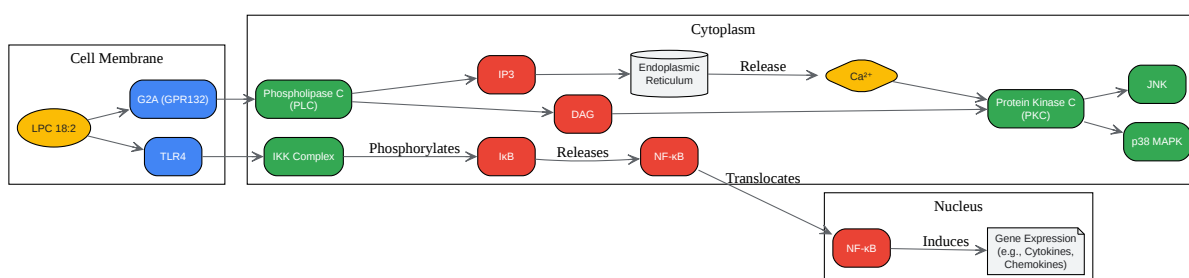 Cell Membrane
LPC 18:2
G2A (GPR132)
TLR4
Cytoplasm
Phospholipase C
(PLC)
IP3
Endoplasmic
Reticulum
Release
Ca²⁺
DAG
Protein Kinase C
(PKC)
JNK
p38 MAPK
IKK Complex
Phosphorylates
IκB
Releases
NF-κB
Translocates
Nucleus
NF-κB
Induces
Gene Expression
(e.g., Cytokines,
Chemokines)